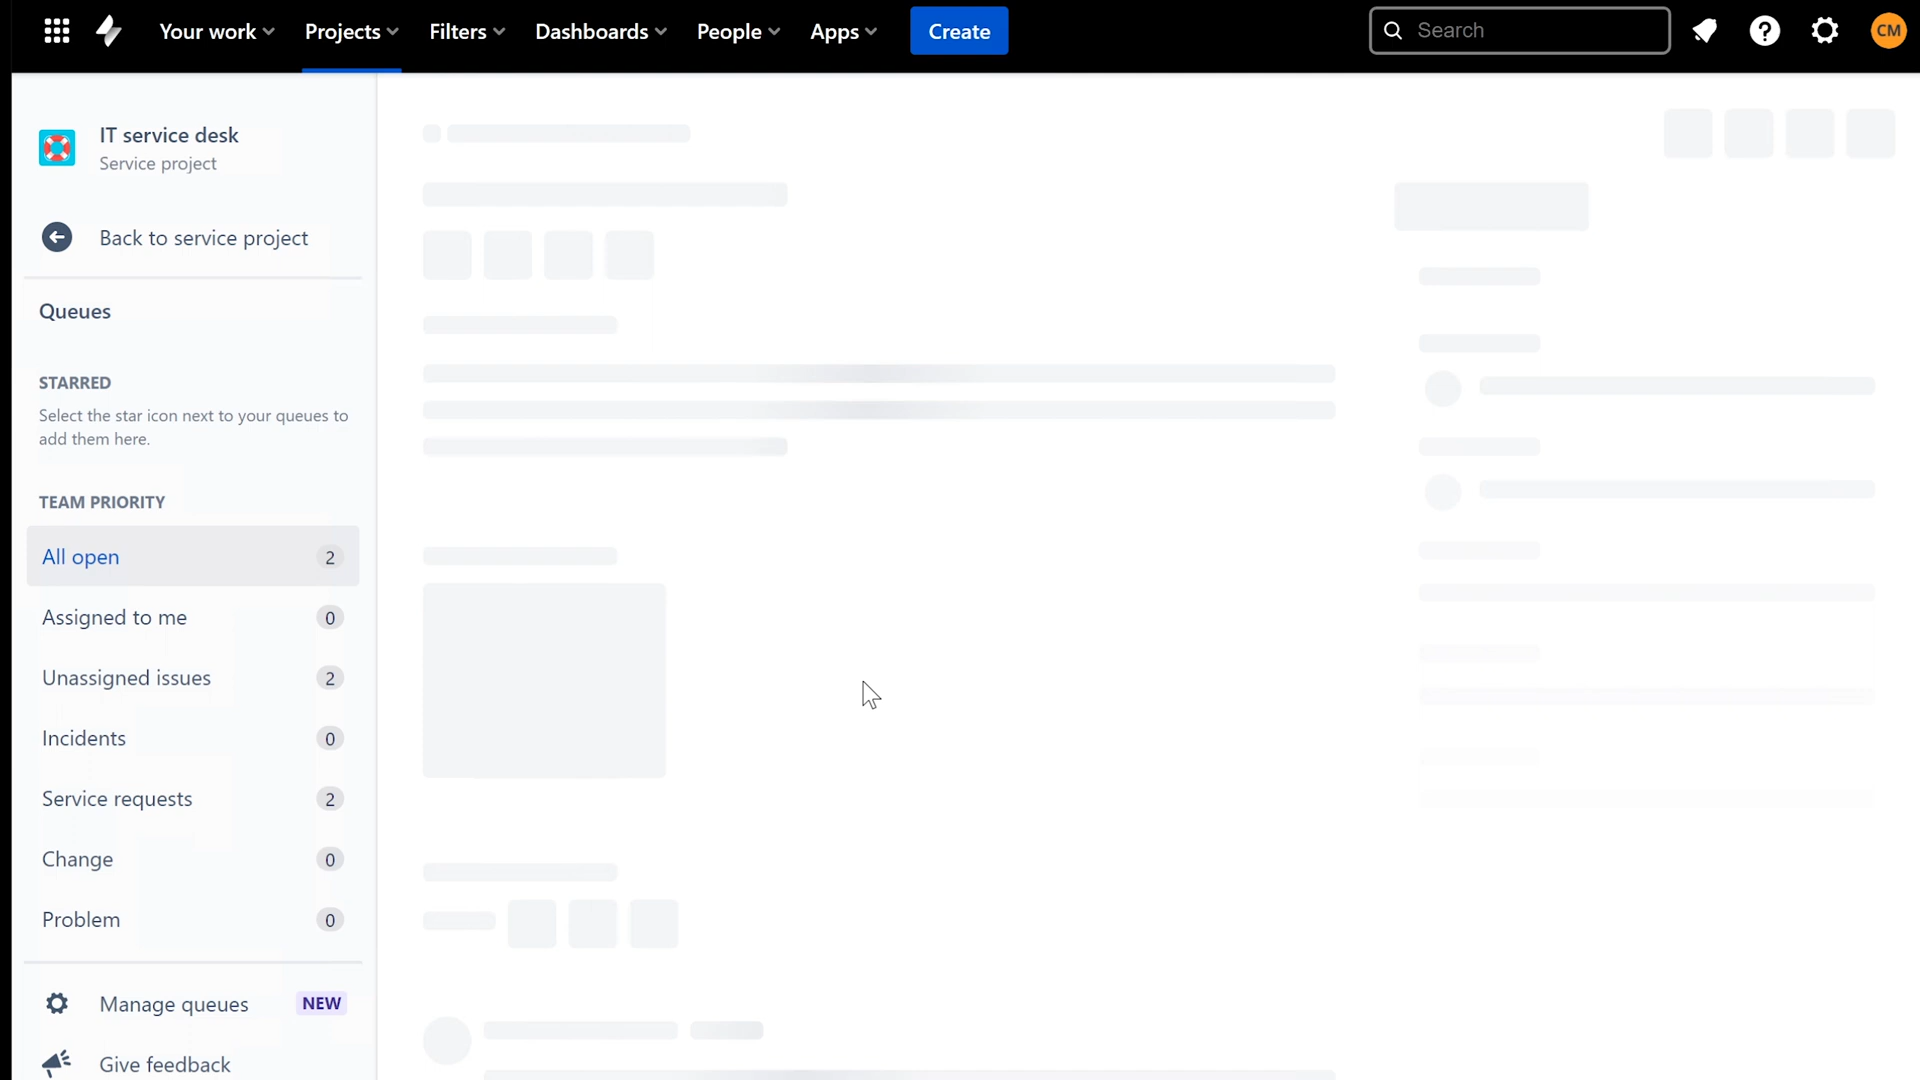 Your work Projects Filters Dashboards People Apps Create Search CM
IT service desk
Service project
Back to service project
Queues
STARRED
Select the star icon next to your queues to
add them here.
TEAM PRIORITY
All open 2
Assigned to me 0
Unassigned issues 2
Incidents 0
Service requests 2
Change 0
Problem 0
Manage queues NEW
Give feedback